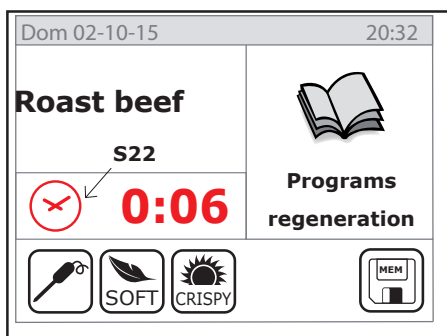 Dom 02-10-15 20:32
Roast beef
S22
0:06
Programs
regeneration
SOFT
CRISPY
MEM